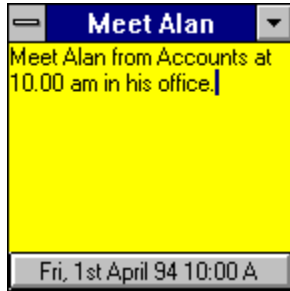 Meet Alan
Meet Alan from Accounts at
10.00 am in his office.
Fri, 1st April 94 10:00 A